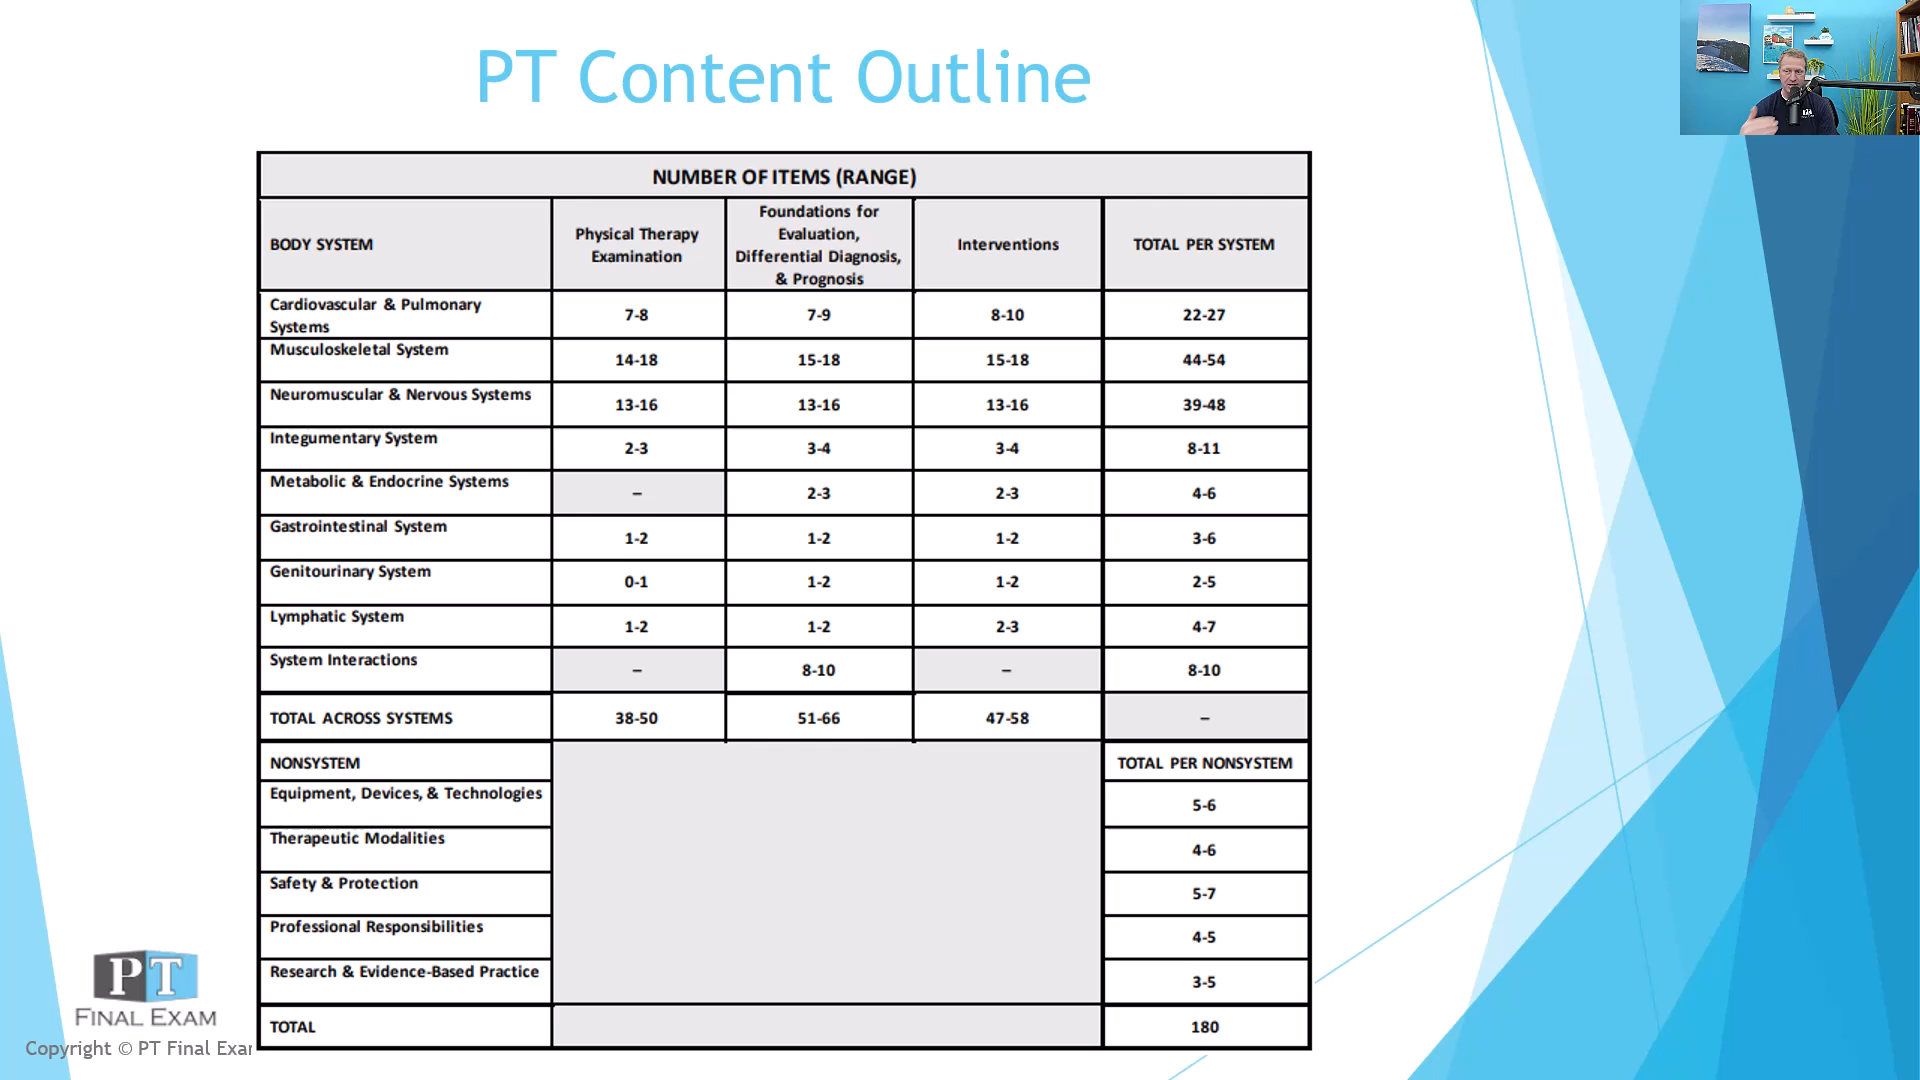 PT Content Outline
NUMBER OF ITEMS (RANGE)
BODY SYSTEM
Physical Therapy
Examination
Foundations for
Evaluation,
Differential Diagnosis,
& Prognosis
Interventions
TOTAL PER SYSTEM
Cardiovascular & Pulmonary
Systems
7-8
7-9
8-10
22-27
Musculoskeletal System
14-18
15-18
15-18
44-54
Neuromuscular & Nervous Systems
13-16
13-16
13-16
39-48
Integumentary System
2-3
3-4
3-4
8-11
Metabolic & Endocrine Systems
–
2-3
2-3
4-6
Gastrointestinal System
1-2
1-2
1-2
3-6
Genitourinary System
0-1
1-2
1-2
2-5
Lymphatic System
1-2
1-2
2-3
4-7
System Interactions
–
8-10
–
8-10
TOTAL ACROSS SYSTEMS
38-50
51-66
47-58
–
NONSYSTEM
TOTAL PER NONSYSTEM
Equipment, Devices, & Technologies
5-6
Therapeutic Modalities
4-6
Safety & Protection
5-7
Professional Responsibilities
4-5
Research & Evidence-Based Practice
3-5
TOTAL
180
PT
FINAL EXAM
Copyright © PT Final Exar